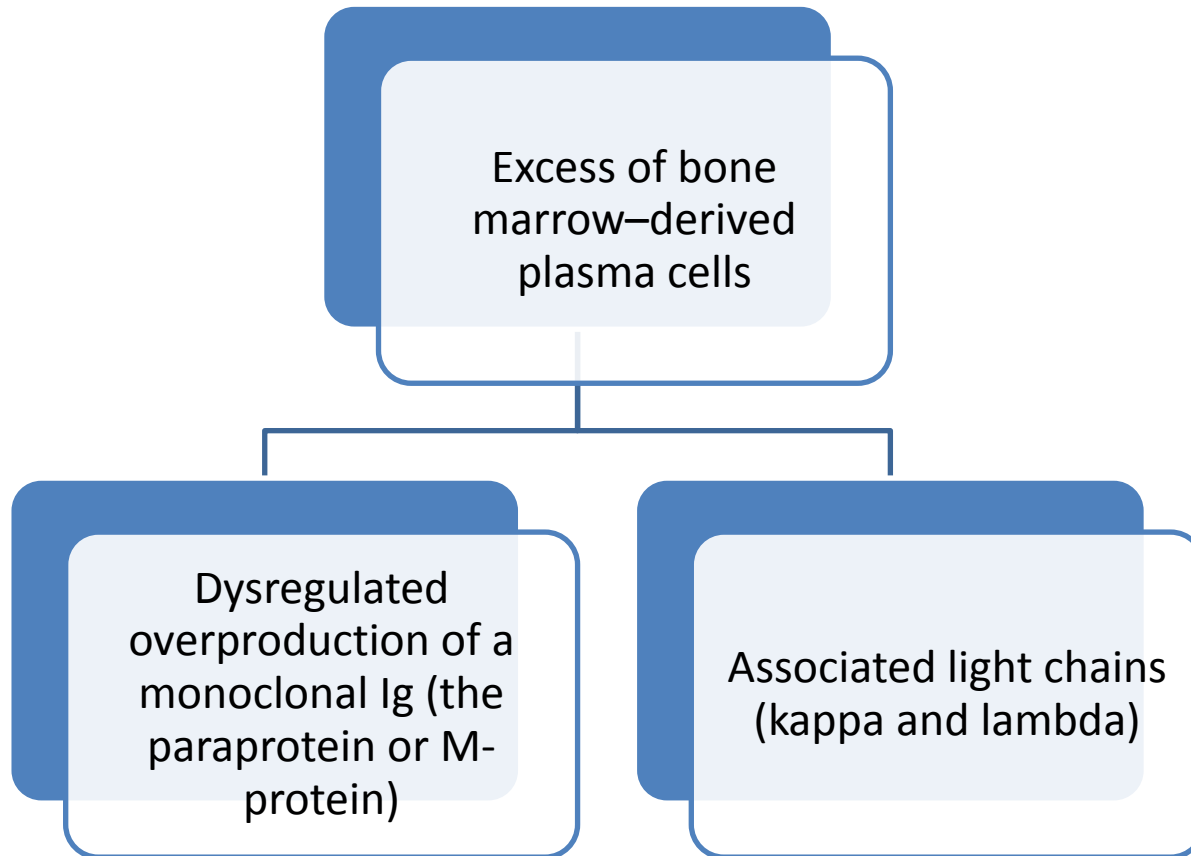 Excess of bone
marrow–derived
plasma cells
Dysregulated
overproduction of a
monoclonal Ig (the
paraprotein or M-
protein)
Associated light chains
(kappa and lambda)